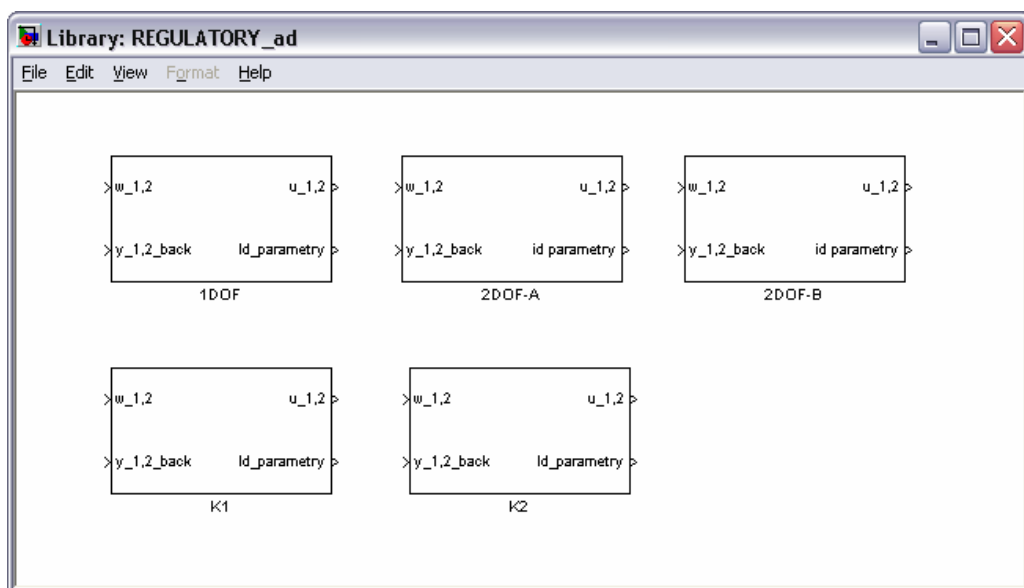 Library: REGULATORY_ad
File Edit View Format Help
w_1,2 u_1,2
y_1,2_back Id_parametry
1DOF
w_1,2 u_1,2
y_1,2_back id parametry
2DOF-A
w_1,2 u_1,2
y_1,2_back id parametry
2DOF-B
w_1,2 u_1,2
y_1,2_back Id_parametry
K1
w_1,2 u_1,2
y_1,2_back Id_parametry
K2